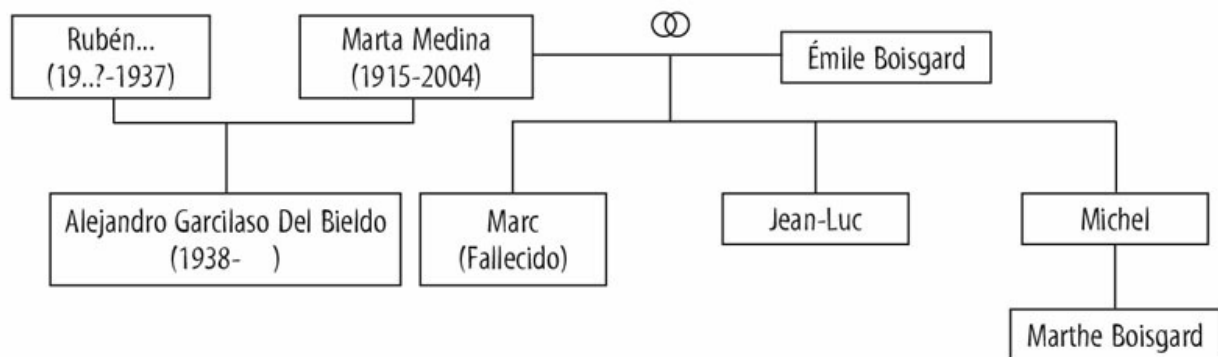 Rubén...
(19..?-1937)
Marta Medina
(1915-2004)
Émile Boisgard
Alejandro Garcilaso Del Bieldo
(1938- )
Marc
(Fallecido)
Jean-Luc
Michel
Marthe Boisgard